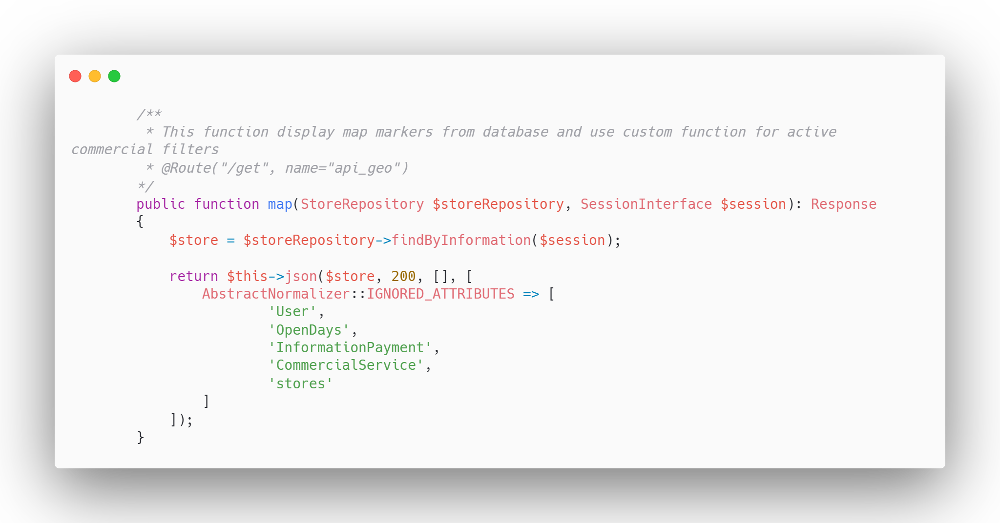 /**
 * This function display map markers from database and use custom function for active
commercial filters
 * @Route("/get", name="api_geo")
*/
public function map(StoreRepository $storeRepository, SessionInterface $session): Response
{
    $store = $storeRepository->findByInformation($session);

    return $this->json($store, 200, [], [
        AbstractNormalizer::IGNORED_ATTRIBUTES => [
                'User',
                'OpenDays',
                'InformationPayment',
                'CommercialService',
                'stores'
        ]
    ]);
}